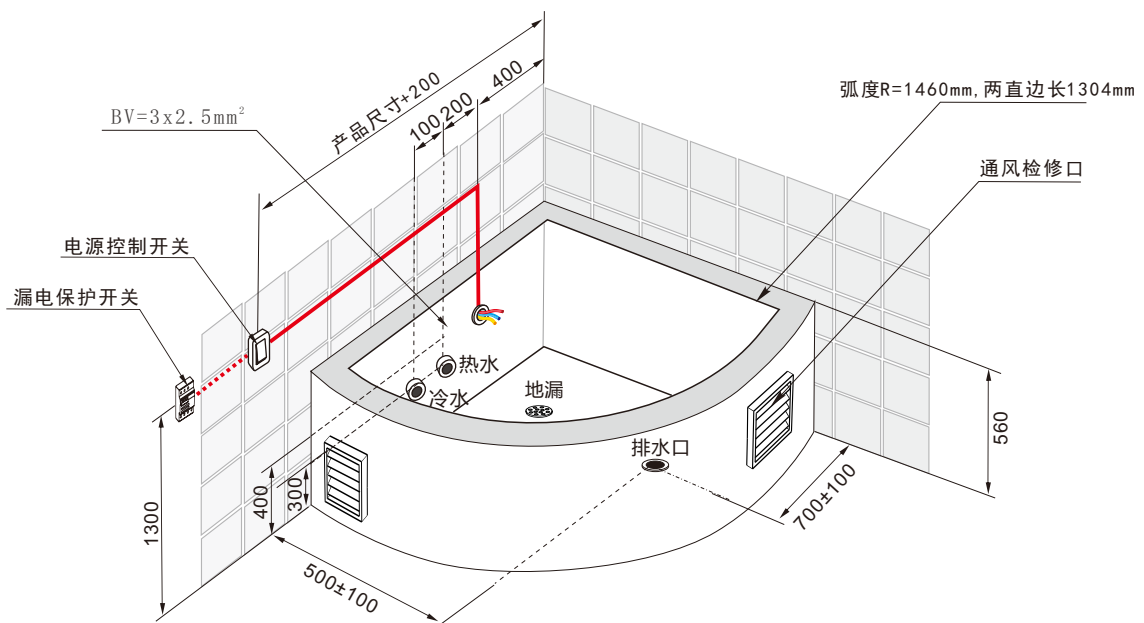 400
产品尺寸+200
100
200
弧度R=1460mm,两直边长1304mm
BV=3x2.5mm²
通风检修口
电源控制开关
漏电保护开关
热水
冷水
地漏
排水口
560
700±100
400
300
1300
500±100